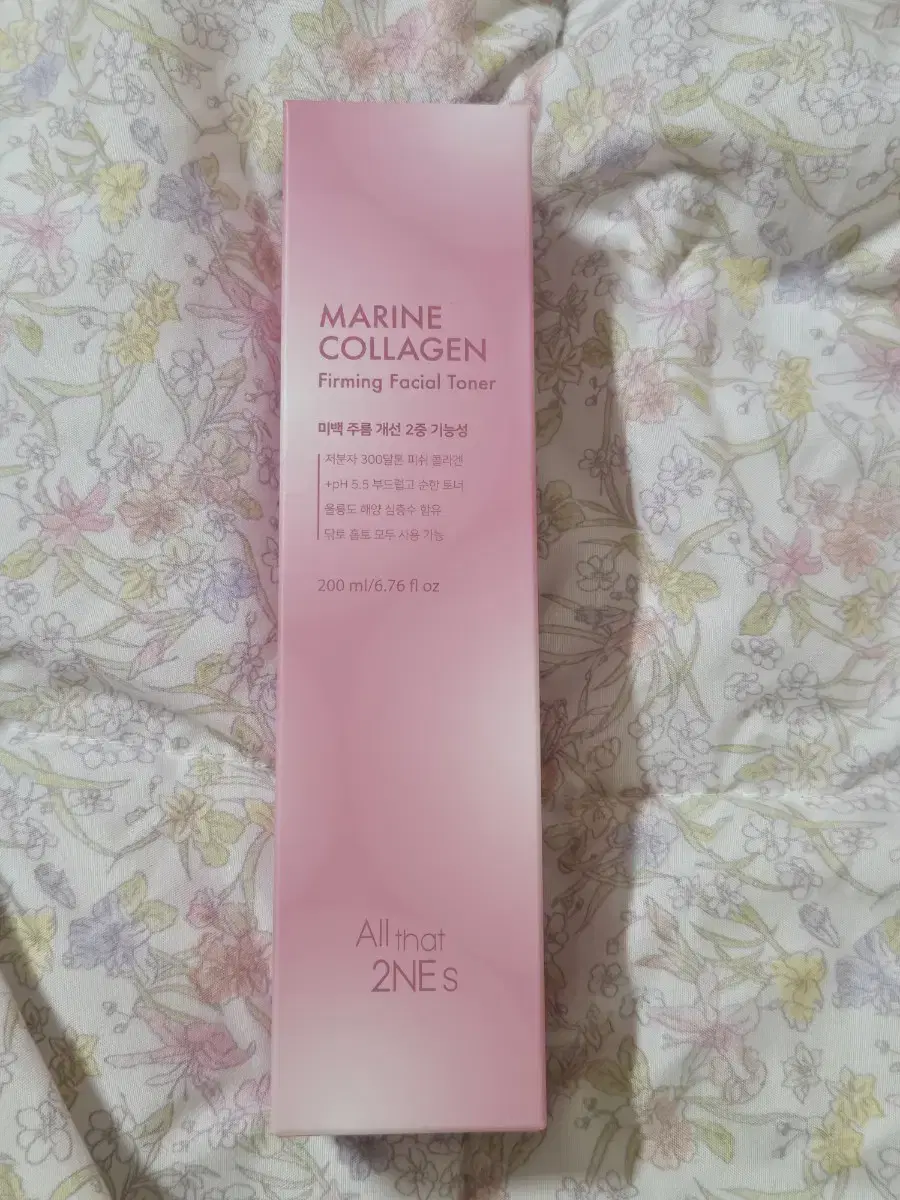 MARINE
COLLAGEN
Firming Facial Toner
미백 주름 개선 2중 기능성
저분자 300달톤 피쉬 콜라겐
+pH 5.5 부드럽고 순한 토너
울릉도 해양 심층수 함유
닦토 흡토 모두 사용 가능
200 ml/6.76 fl oz
All that
2NE s